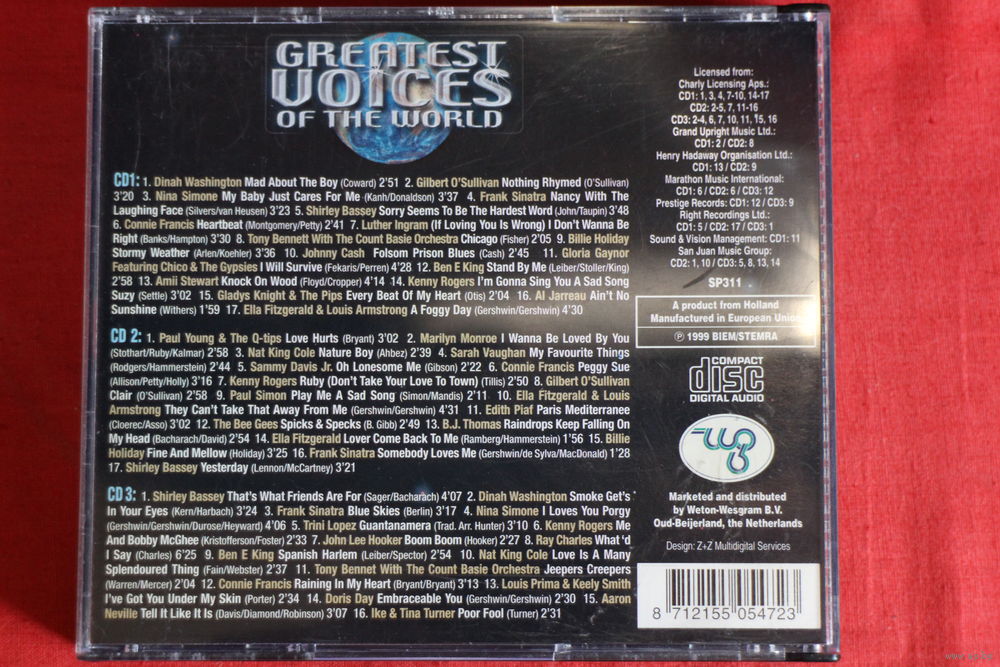 GREATEST
VOICES
OF THE WORLD
CD1: 1. Dinah Washington Mad About The Boy (Coward) 2'51 2. Gilbert O'Sullivan Nothing Rhymed (O'Sullivan)
3'20 3. Nina Simone My Baby Just Cares For Me (Kanh/Donaldson) 3'37 4. Frank Sinatra Nancy With The
Laughing Face (Silvers/van Heusen) 3'23 5. Shirley Bassey Sorry Seems To Be The Hardest Word (John/Taupin) 3'48
6. Connie Francis Heartbeat (Montgomery/Petty) 2'41 7. Luther Ingram (If Loving You Is Wrong) I Don't Wanna Be
Right (Banks/Hampton) 3'30 8. Tony Bennett With The Count Basie Orchestra Chicago (Fisher) 2'05 9. Billie Holiday
Stormy Weather (Arlen/Koehler) 3'36 10. Johnny Cash Folsom Prison Blues (Cash) 2'45 11. Gloria Gaynor
Featuring Chico & The Gypsies I Will Survive (Fekaris/Perren) 4'28 12. Ben E King Stand By Me (Leiber/Stoller/King)
2'58 13. Amii Stewart Knock On Wood (Floyd/Cropper) 4'14 14. Kenny Rogers I'm Gonna Sing You A Sad Song
Suzy (Settle) 3'02 15. Gladys Knight & The Pips Every Beat Of My Heart (Otis) 2'04 16. Al Jarreau Ain't No
Sunshine (Withers) 1'59 17. Ella Fitzgerald & Louis Armstrong A Foggy Day (Gershwin/Gershwin) 4'30
CD 2: 1. Paul Young & The Q-tips Love Hurts (Bryant) 3'02 2. Marilyn Monroe I Wanna Be Loved By You
(Stothart/Ruby/Kalmar) 2'58 3. Nat King Cole Nature Boy (Ahbez) 2'39 4. Sarah Vaughan My Favourite Things
(Rodgers/Hammerstein) 2'44 5. Sammy Davis Jr. Oh Lonesome Me (Gibson) 2'22 6. Connie Francis Peggy Sue
(Allison/Petty/Holly) 3'16 7. Kenny Rogers Ruby (Don't Take Your Love To Town) (Tillis) 2'50 8. Gilbert O'Sullivan
Clair (O'Sullivan) 2'58 9. Paul Simon Play Me A Sad Song (Simon/Mandis) 2'11 10. Ella Fitzgerald & Louis
Armstrong They Can't Take That Away From Me (Gershwin/Gershwin) 4'31 11. Edith Piaf Paris Mediterranee
(Cloerec/Asso) 3'02 12. The Bee Gees Spicks & Specks (B. Gibb) 2'49 13. B.J. Thomas Raindrops Keep Falling On
My Head (Bacharach/David) 2'54 14. Ella Fitzgerald Lover Come Back To Me (Ramberg/Hammerstein) 1'56 15. Billie
Holiday Fine And Mellow (Holiday) 3'25 16. Frank Sinatra Somebody Loves Me (Gershwin/de Sylva/MacDonald) 1'28
17. Shirley Bassey Yesterday (Lennon/McCartney) 3'21
CD 3: 1. Shirley Bassey That's What Friends Are For (Sager/Bacharach) 4'07 2. Dinah Washington Smoke Get's
In Your Eyes (Kern/Harbach) 3'24 3. Frank Sinatra Blue Skies (Berlin) 3'17 4. Nina Simone I Loves You Porgy
(Gershwin/Gershwin/Durose/Heyward) 4'06 5. Trini Lopez Guantanamera (Trad. Arr. Hunter) 3'10 6. Kenny Rogers Me
And Bobby McGhee (Kristofferson/Foster) 2'33 7. John Lee Hooker Boom Boom (Hooker) 2'27 8. Ray Charles What'd
I Say (Charles) 6'25 9. Ben E King Spanish Harlem (Leiber/Spector) 2'54 10. Nat King Cole Love Is A Many
Splendoured Thing (Fain/Webster) 2'37 11. Tony Bennett With The Count Basie Orchestra Jeepers Creepers
(Warren/Mercer) 2'04 12. Connie Francis Raining In My Heart (Bryant/Bryant) 3'13 13. Louis Prima & Keely Smith
I've Got You Under My Skin (Porter) 2'34 14. Doris Day Embraceable You (Gershwin/Gershwin) 2'30 15. Aaron
Neville Tell It Like It Is (Davis/Diamond/Robinson) 3'07 16. Ike & Tina Turner Poor Fool (Turner) 2'31
Licensed from:
Charly Licensing Aps.:
CD1: 1, 3, 4, 7-10, 14-17
CD2: 2-5, 7, 11-16
CD3: 2-4, 6, 7, 10, 11, 15, 16
Grand Upright Music Ltd.:
CD1: 2 / CD2: 8
Henry Hadaway Organisation Ltd.:
CD1: 13 / CD2: 9
Marathon Music International:
CD1: 6 / CD2: 6 / CD3: 12
Prestige Records: CD1: 12 / CD3: 9
Right Recordings Ltd.:
CD1: 5 / CD2: 17 / CD3: 1
Sound & Vision Management: CD1: 11
San Juan Music Group:
CD2: 1, 10 / CD3: 5, 8, 13, 14
SP311
A product from Holland
Manufactured in European Union
℗ 1999 BIEM/STEMRA
COMPACT
disc
DIGITAL AUDIO
Marketed and distributed
by Weton-Wesgram B.V.
Oud-Beijerland, the Netherlands
Design: Z+Z Multidigital Services
8 712155 054723